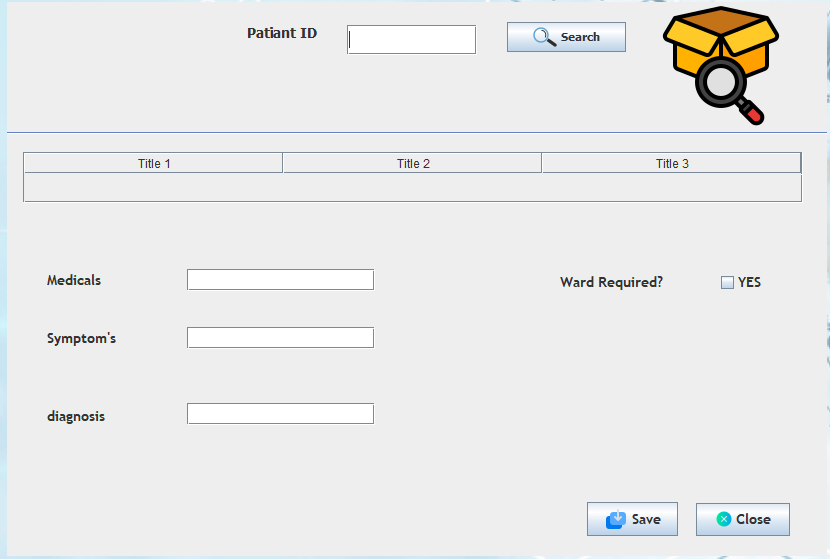 Patiant ID
Search
Title 1 Title 2 Title 3
Medicals
Ward Required? YES
Symptom's
diagnosis
Save Close